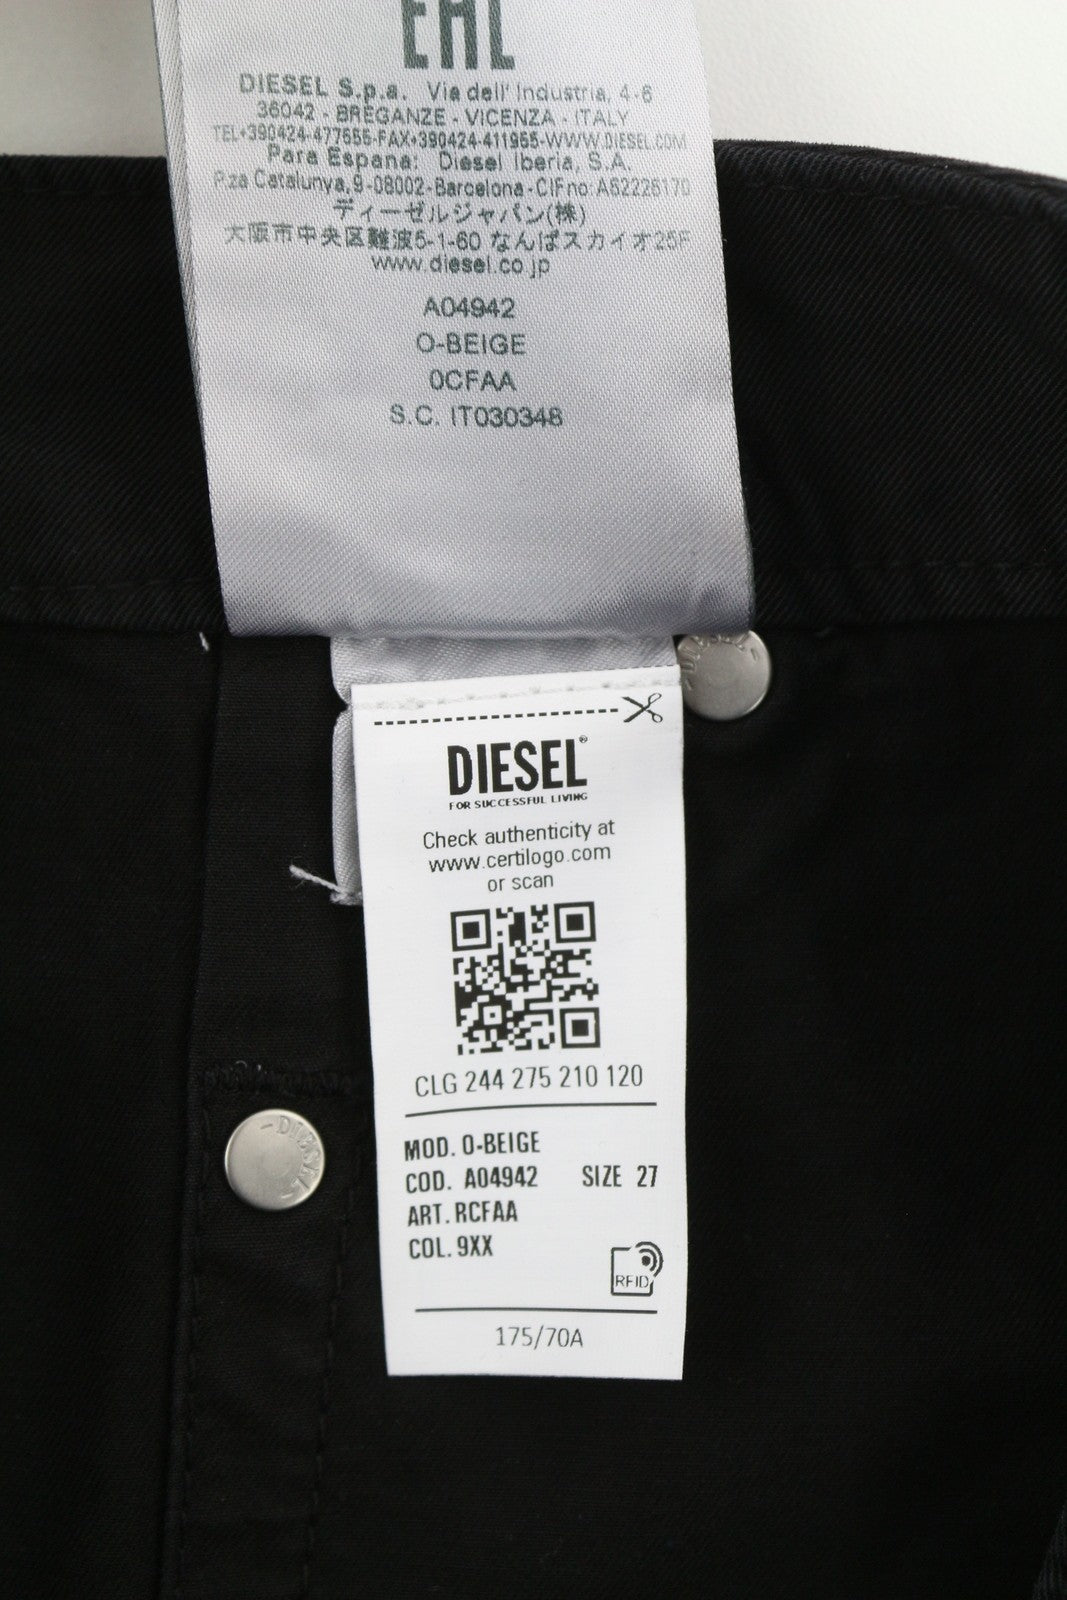 EAC
DIESEL S.p.a. Via dell' Industria, 4-6
36042 - BREGANZE - VICENZA - ITALY
TEL+390424-477555-FAX+390424-411955-WWW.DIESEL.COM
Para Espana: Diesel Iberia, S.A.
Pza Catalunya,9-08002-Barcelona-CIFno A62226170
ディーゼルジャパン(株)
大阪市中央区難波5-1-60 なんばスカイオ25F
www.diesel.co.jp
A04942
O-BEIGE
0CFAA
S.C. IT030348
DIESEL
DIESEL®
FOR SUCCESSFUL LIVING
Check authenticity at
www.certilogo.com
or scan
CLG 244 275 210 120
MOD. O-BEIGE
COD. A04942 SIZE 27
ART. RCFAA
COL. 9XX
RFID
175/70A
DIESEL